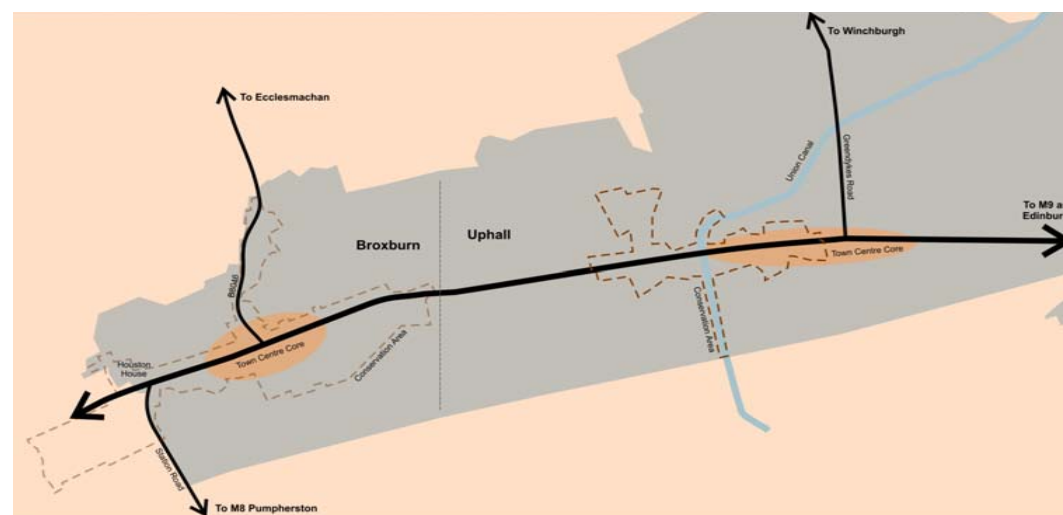 To Winchburgh
To Ecclesmachan
Union Canal
Greendykes Road
To M9 a
Edinbur
Broxburn
Uphall
Town Centre Core
B8046
Conservation Area
Town Centre Core
Conservation Area
Houston
House
Station Road
To M8 Pumpherston